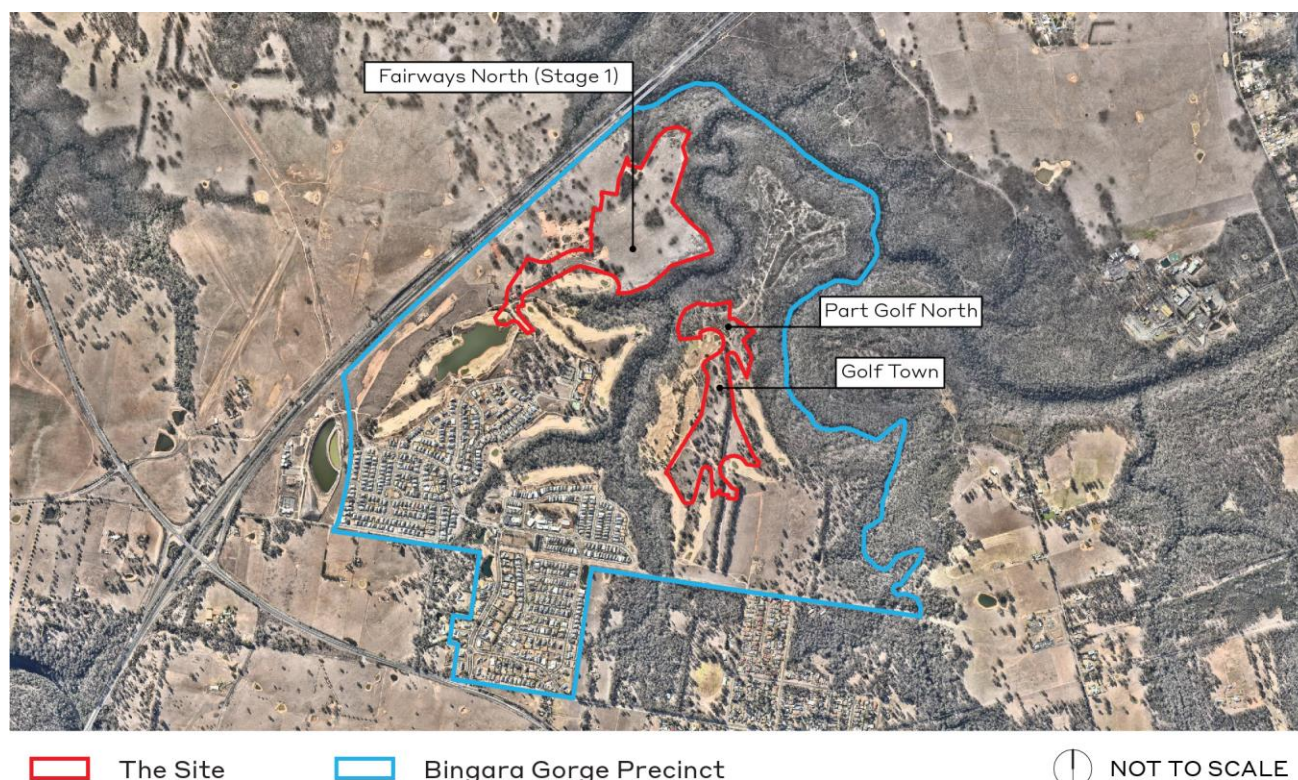 Fairways North (Stage 1)
Part Golf North
Golf Town
The Site
Bingara Gorge Precinct
NOT TO SCALE